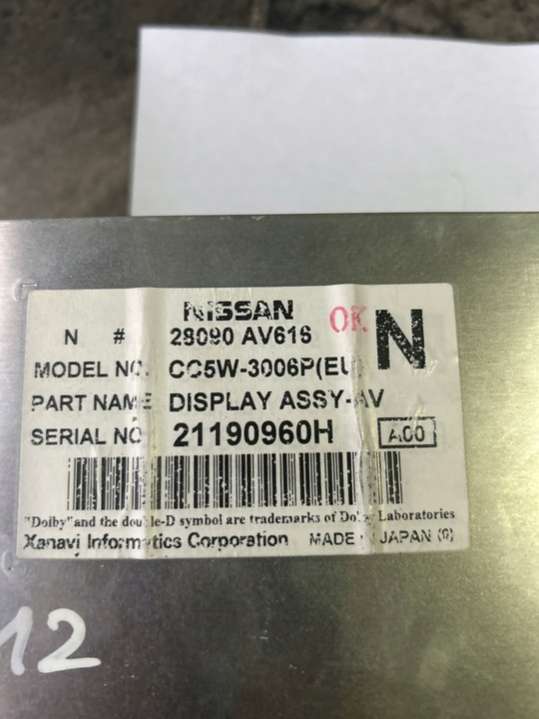 NISSAN
OK N
N # 28090 AV616
MODEL NO. CC5W-3006P(EU
PART NAME DISPLAY ASSY-AV
SERIAL NO 21190960H A00
"Dolby" and the double-D symbol are trademarks of Dolby Laboratories
Xanavi Informatics Corporation MADE IN JAPAN (0)
12